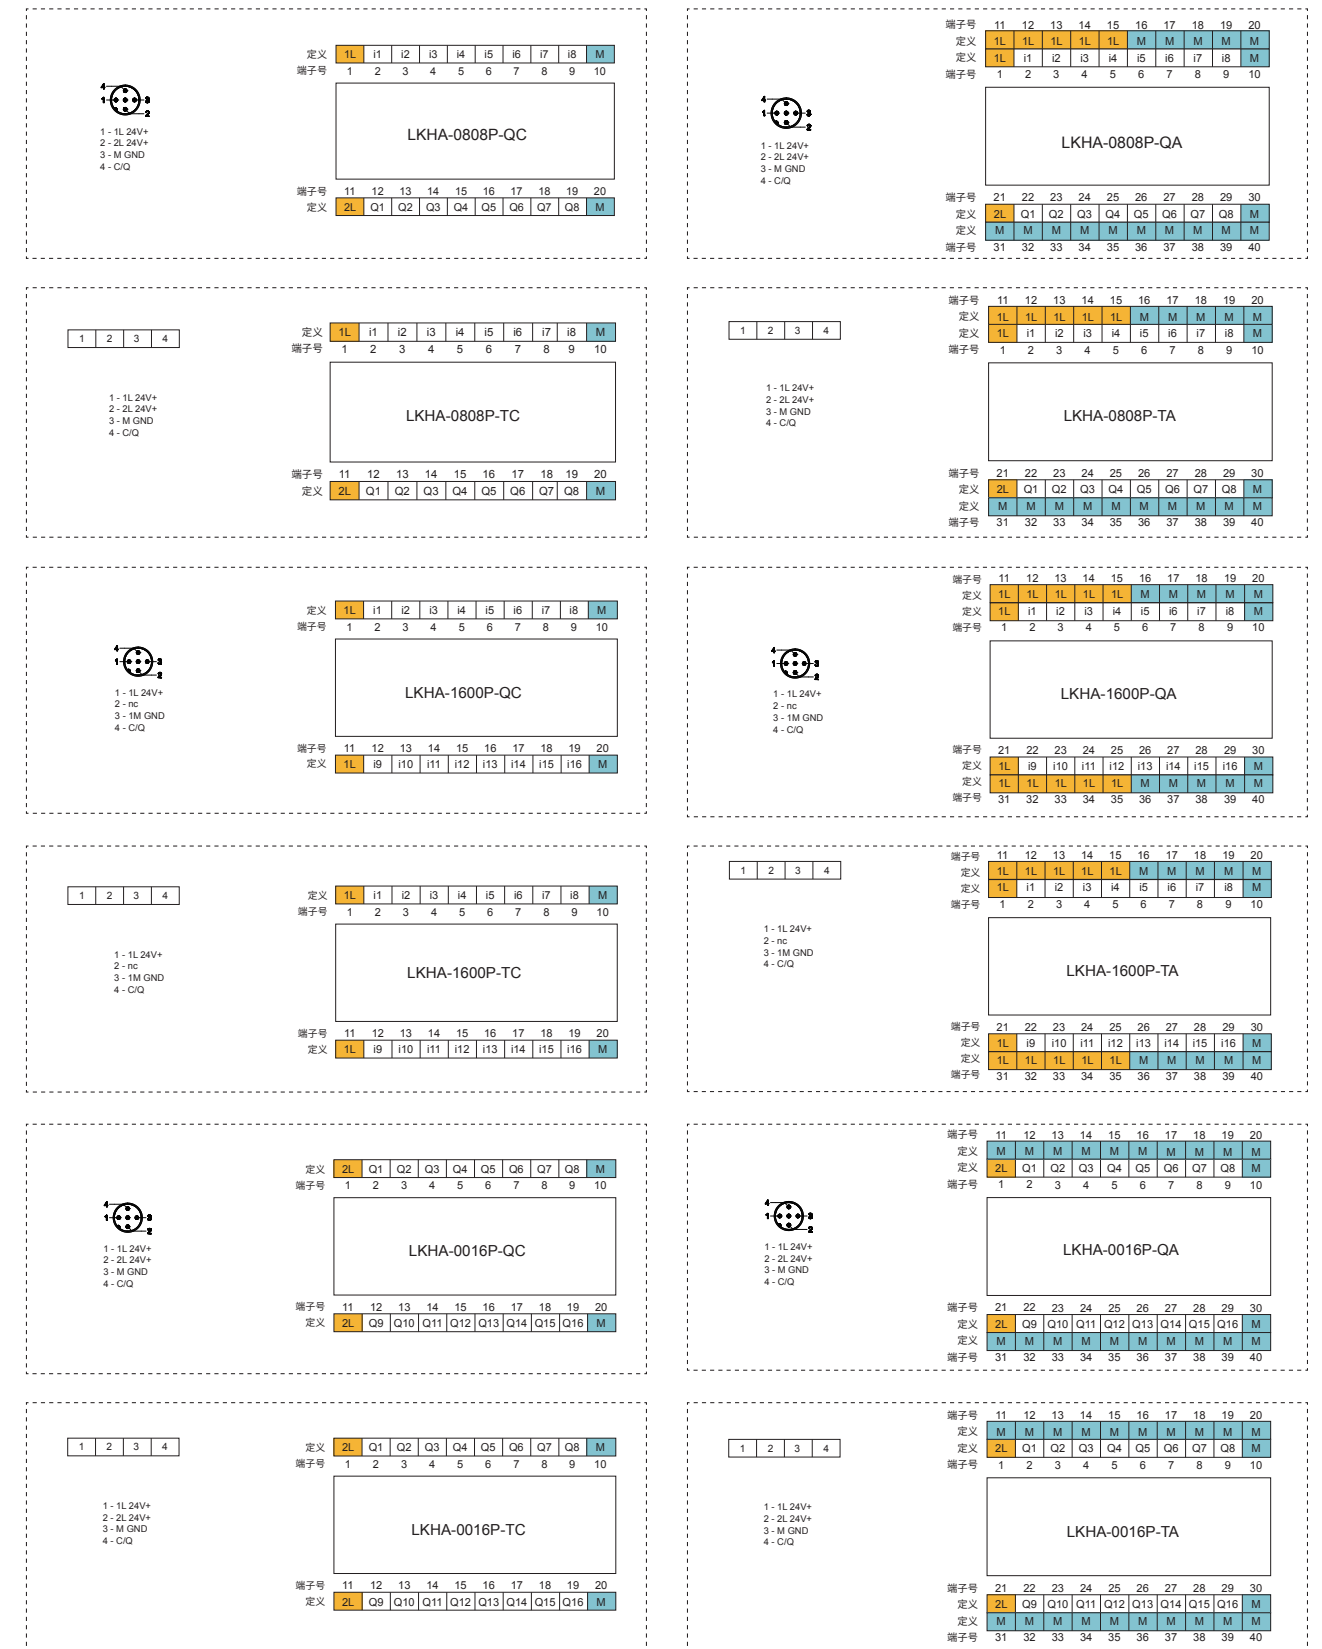 定义 1L i1 i2 i3 i4 i5 i6 i7 i8 M
端子号 1 2 3 4 5 6 7 8 9 10
4
1 3
2
1 - 1L 24V+
2 - 2L 24V+
3 - M GND
4 - C/Q
LKHA-0808P-QC
端子号 11 12 13 14 15 16 17 18 19 20
定义 2L Q1 Q2 Q3 Q4 Q5 Q6 Q7 Q8 M
端子号 11 12 13 14 15 16 17 18 19 20
定义 1L 1L 1L 1L 1L M M M M M
定义 1L i1 i2 i3 i4 i5 i6 i7 i8 M
端子号 1 2 3 4 5 6 7 8 9 10
4
1 3
2
1 - 1L 24V+
2 - 2L 24V+
3 - M GND
4 - C/Q
LKHA-0808P-QA
端子号 21 22 23 24 25 26 27 28 29 30
定义 2L Q1 Q2 Q3 Q4 Q5 Q6 Q7 Q8 M
定义 M M M M M M M M M M
端子号 31 32 33 34 35 36 37 38 39 40
1 2 3 4
定义 1L i1 i2 i3 i4 i5 i6 i7 i8 M
端子号 1 2 3 4 5 6 7 8 9 10
1 - 1L 24V+
2 - 2L 24V+
3 - M GND
4 - C/Q
LKHA-0808P-TC
端子号 11 12 13 14 15 16 17 18 19 20
定义 2L Q1 Q2 Q3 Q4 Q5 Q6 Q7 Q8 M
端子号 11 12 13 14 15 16 17 18 19 20
定义 1L 1L 1L 1L 1L M M M M M
1 2 3 4
定义 1L i1 i2 i3 i4 i5 i6 i7 i8 M
端子号 1 2 3 4 5 6 7 8 9 10
1 - 1L 24V+
2 - 2L 24V+
3 - M GND
4 - C/Q
LKHA-0808P-TA
端子号 21 22 23 24 25 26 27 28 29 30
定义 2L Q1 Q2 Q3 Q4 Q5 Q6 Q7 Q8 M
定义 M M M M M M M M M M
端子号 31 32 33 34 35 36 37 38 39 40
定义 1L i1 i2 i3 i4 i5 i6 i7 i8 M
端子号 1 2 3 4 5 6 7 8 9 10
4
1 3
2
1 - 1L 24V+
2 - nc
3 - 1M GND
4 - C/Q
LKHA-1600P-QC
端子号 11 12 13 14 15 16 17 18 19 20
定义 1L i9 i10 i11 i12 i13 i14 i15 i16 M
端子号 11 12 13 14 15 16 17 18 19 20
定义 1L 1L 1L 1L 1L M M M M M
定义 1L i1 i2 i3 i4 i5 i6 i7 i8 M
端子号 1 2 3 4 5 6 7 8 9 10
4
1 3
2
1 - 1L 24V+
2 - nc
3 - 1M GND
4 - C/Q
LKHA-1600P-QA
端子号 21 22 23 24 25 26 27 28 29 30
定义 1L i9 i10 i11 i12 i13 i14 i15 i16 M
定义 1L 1L 1L 1L 1L M M M M M
端子号 31 32 33 34 35 36 37 38 39 40
1 2 3 4
定义 1L i1 i2 i3 i4 i5 i6 i7 i8 M
端子号 1 2 3 4 5 6 7 8 9 10
1 - 1L 24V+
2 - nc
3 - 1M GND
4 - C/Q
LKHA-1600P-TC
端子号 11 12 13 14 15 16 17 18 19 20
定义 1L i9 i10 i11 i12 i13 i14 i15 i16 M
端子号 11 12 13 14 15 16 17 18 19 20
1 2 3 4
定义 1L 1L 1L 1L 1L M M M M M
定义 1L i1 i2 i3 i4 i5 i6 i7 i8 M
端子号 1 2 3 4 5 6 7 8 9 10
1 - 1L 24V+
2 - nc
3 - 1M GND
4 - C/Q
LKHA-1600P-TA
端子号 21 22 23 24 25 26 27 28 29 30
定义 1L i9 i10 i11 i12 i13 i14 i15 i16 M
定义 1L 1L 1L 1L 1L M M M M M
端子号 31 32 33 34 35 36 37 38 39 40
定义 2L Q1 Q2 Q3 Q4 Q5 Q6 Q7 Q8 M
端子号 1 2 3 4 5 6 7 8 9 10
4
1 3
2
1 - 1L 24V+
2 - 2L 24V+
3 - M GND
4 - C/Q
LKHA-0016P-QC
端子号 11 12 13 14 15 16 17 18 19 20
定义 2L Q9 Q10 Q11 Q12 Q13 Q14 Q15 Q16 M
端子号 11 12 13 14 15 16 17 18 19 20
定义 M M M M M M M M M M
定义 2L Q1 Q2 Q3 Q4 Q5 Q6 Q7 Q8 M
端子号 1 2 3 4 5 6 7 8 9 10
4
1 3
2
1 - 1L 24V+
2 - 2L 24V+
3 - M GND
4 - C/Q
LKHA-0016P-QA
端子号 21 22 23 24 25 26 27 28 29 30
定义 2L Q9 Q10 Q11 Q12 Q13 Q14 Q15 Q16 M
定义 M M M M M M M M M M
端子号 31 32 33 34 35 36 37 38 39 40
1 2 3 4
定义 2L Q1 Q2 Q3 Q4 Q5 Q6 Q7 Q8 M
端子号 1 2 3 4 5 6 7 8 9 10
1 - 1L 24V+
2 - 2L 24V+
3 - M GND
4 - C/Q
LKHA-0016P-TC
端子号 11 12 13 14 15 16 17 18 19 20
定义 2L Q9 Q10 Q11 Q12 Q13 Q14 Q15 Q16 M
端子号 11 12 13 14 15 16 17 18 19 20
定义 M M M M M M M M M M
1 2 3 4
定义 2L Q1 Q2 Q3 Q4 Q5 Q6 Q7 Q8 M
端子号 1 2 3 4 5 6 7 8 9 10
1 - 1L 24V+
2 - 2L 24V+
3 - M GND
4 - C/Q
LKHA-0016P-TA
端子号 21 22 23 24 25 26 27 28 29 30
定义 2L Q9 Q10 Q11 Q12 Q13 Q14 Q15 Q16 M
定义 M M M M M M M M M M
端子号 31 32 33 34 35 36 37 38 39 40